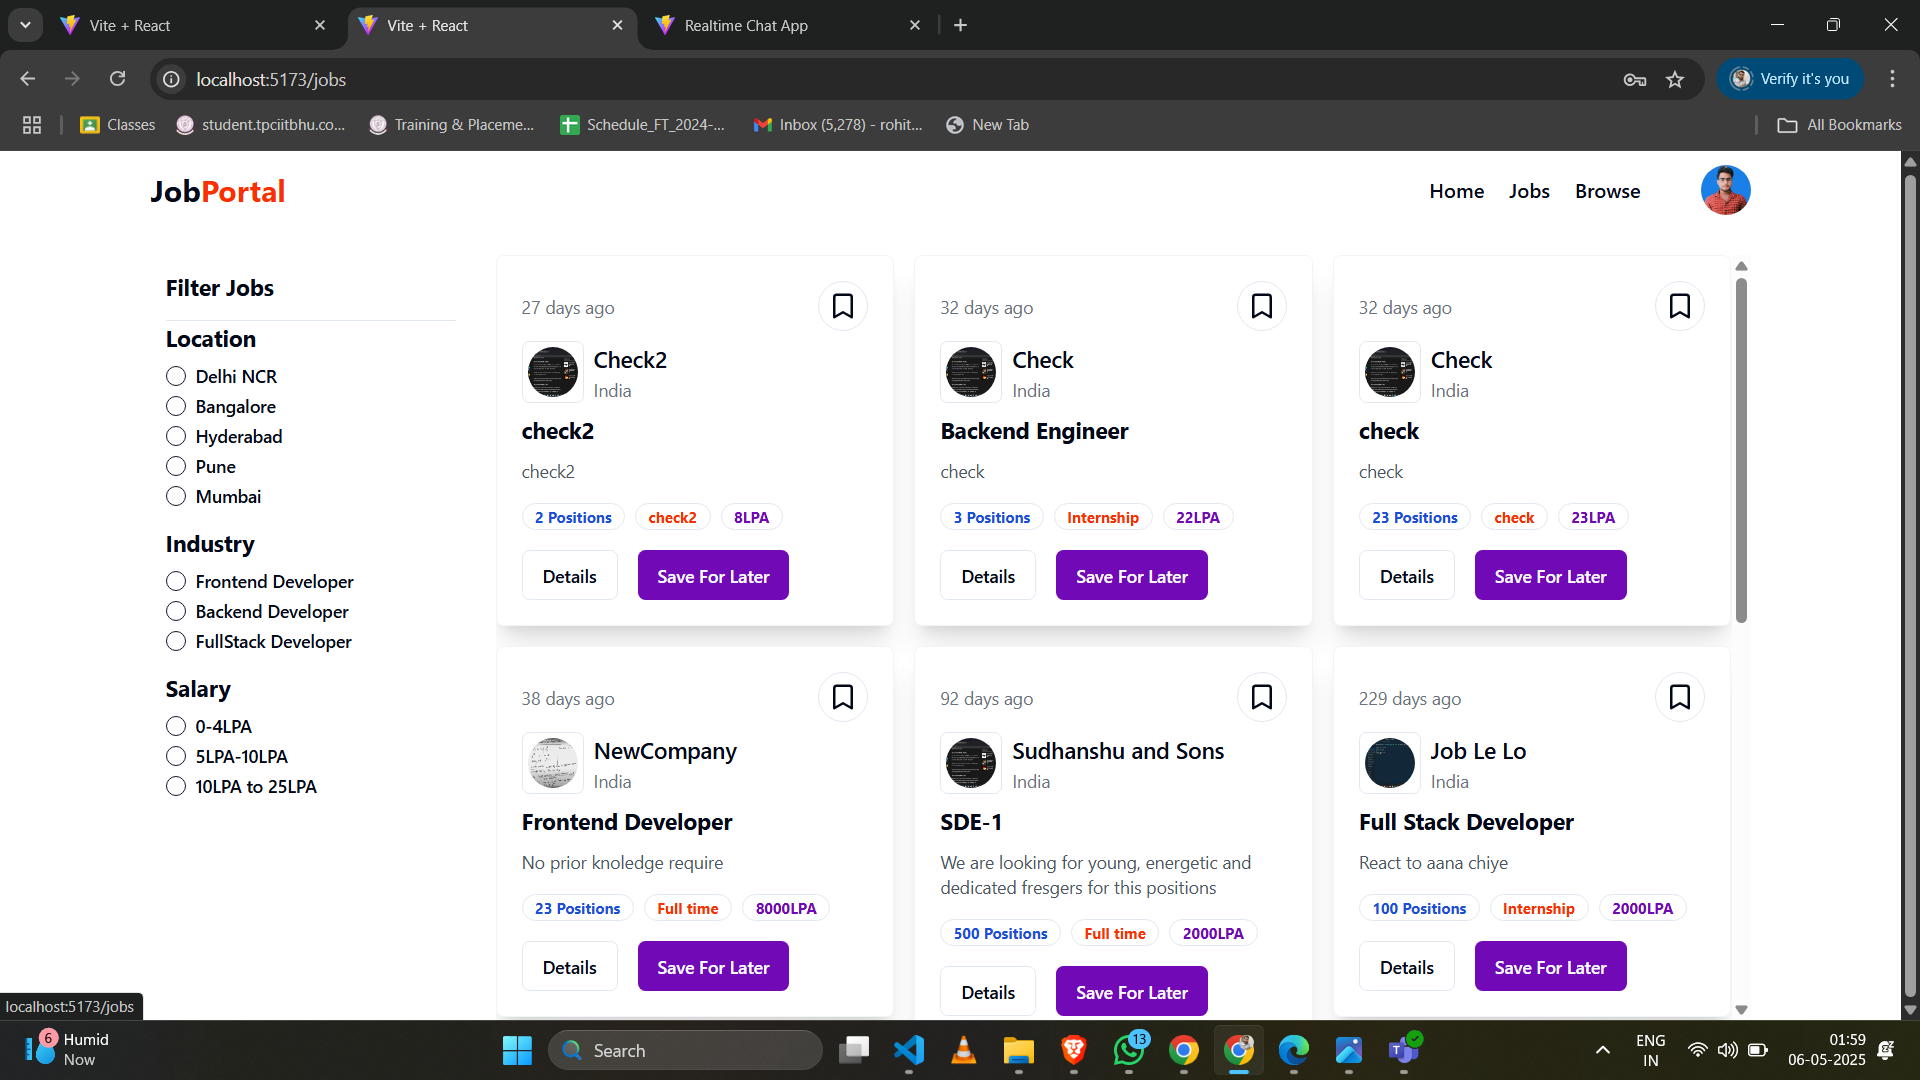 Vite + React
Vite + React
Realtime Chat App
localhost:5173/jobs
Verify it's you
Classes
student.tpciitbhu.co...
Training & Placeme...
Schedule_FT_2024-...
Inbox (5,278) - rohit...
New Tab
All Bookmarks
JobPortal
Home
Jobs
Browse
Filter Jobs
Location
Delhi NCR
Bangalore
Hyderabad
Pune
Mumbai
Industry
Frontend Developer
Backend Developer
FullStack Developer
Salary
0-4LPA
5LPA-10LPA
10LPA to 25LPA
27 days ago
Check2
India
check2
check2
2 Positions
check2
8LPA
Details
Save For Later
32 days ago
Check
India
Backend Engineer
check
3 Positions
Internship
22LPA
Details
Save For Later
32 days ago
Check
India
check
check
23 Positions
check
23LPA
Details
Save For Later
38 days ago
NewCompany
India
Frontend Developer
No prior knoledge require
23 Positions
Full time
8000LPA
Details
Save For Later
92 days ago
Sudhanshu and Sons
India
SDE-1
We are looking for young, energetic and
dedicated fresgers for this positions
500 Positions
Full time
2000LPA
Details
Save For Later
229 days ago
Job Le Lo
India
Full Stack Developer
React to aana chiye
100 Positions
Internship
2000LPA
Details
Save For Later
localhost:5173/jobs
6
Humid
Now
Search
13
ENG
IN
01:59
06-05-2025